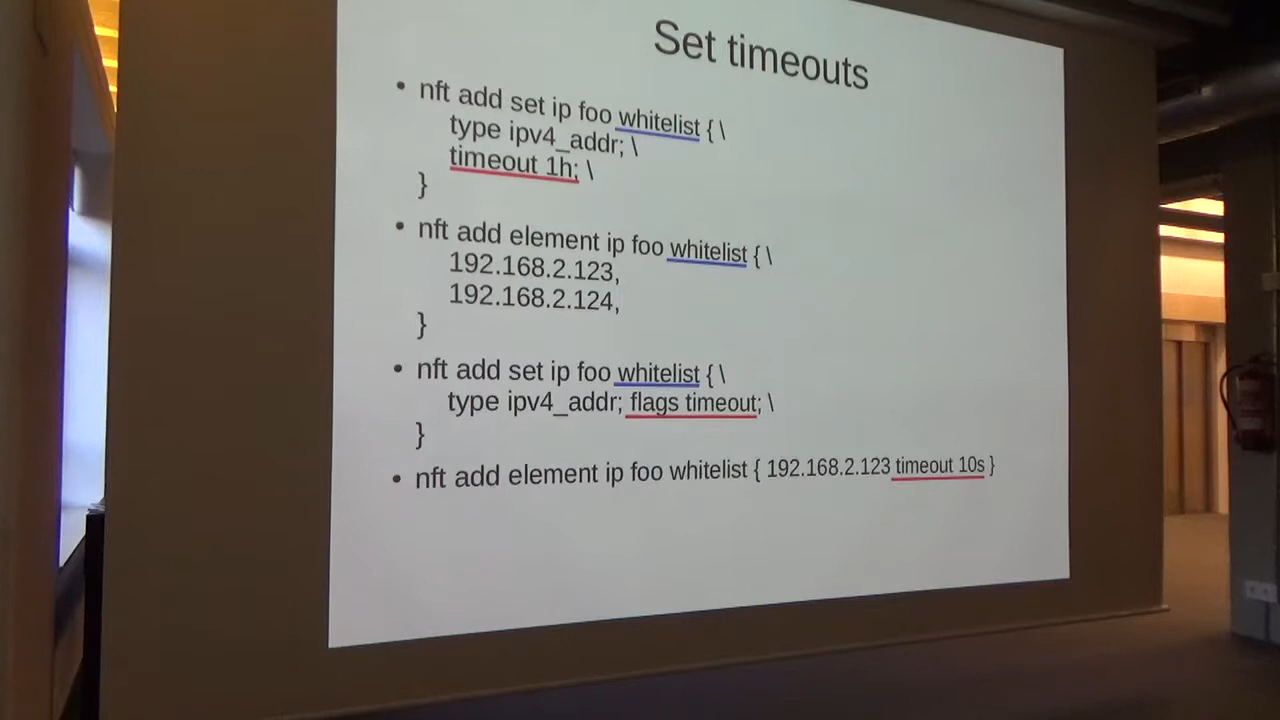 Set timeouts
• nft add set ip foo whitelist { \
type ipv4_addr; \
timeout 1h; \
}
• nft add element ip foo whitelist { \
192.168.2.123,
192.168.2.124,
}
• nft add set ip foo whitelist { \
type ipv4_addr; flags timeout; \
}
• nft add element ip foo whitelist { 192.168.2.123 timeout 10s }